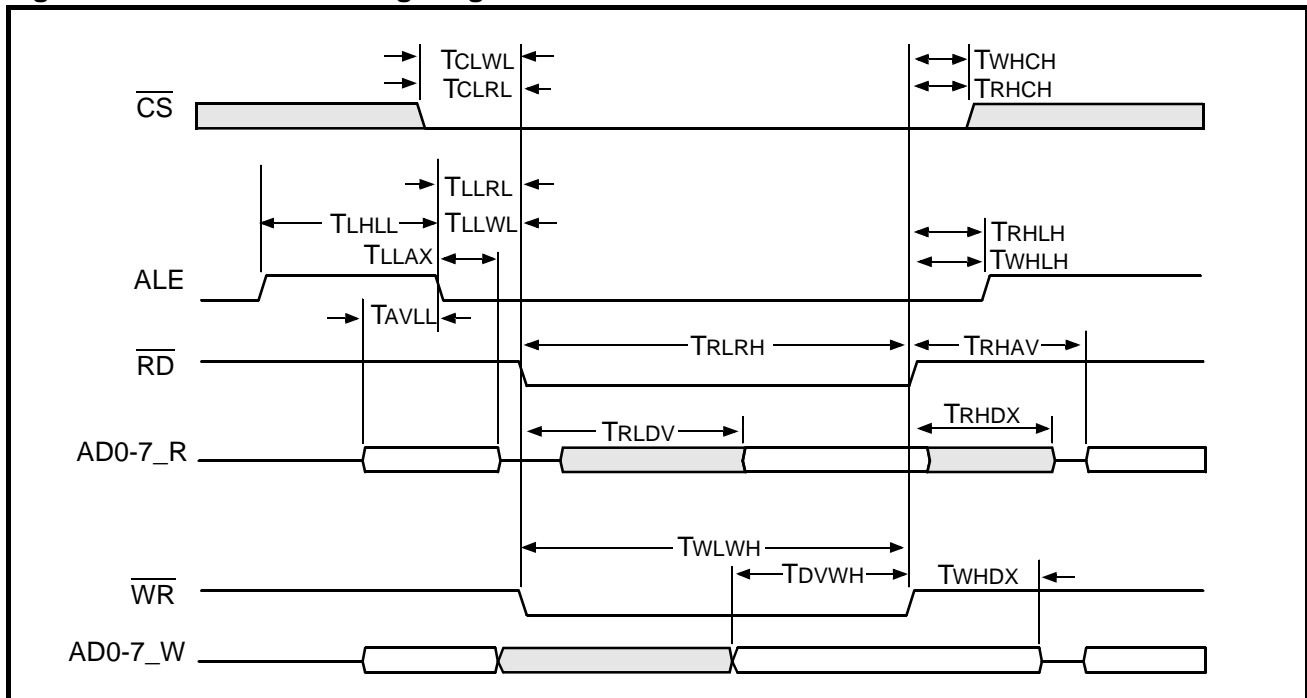 TCLWL
TWHCH
TCLRL
TRHCH
CS
TLLRL
TLHLL
TLLWL
TRHLH
TLLAX
TWHLH
ALE
TAVLL
TRLRH
TRHAV
RD
TRLDV
TRHDX
AD0-7_R
TWLWH
TDVWH
TWHDX
WR
AD0-7_W